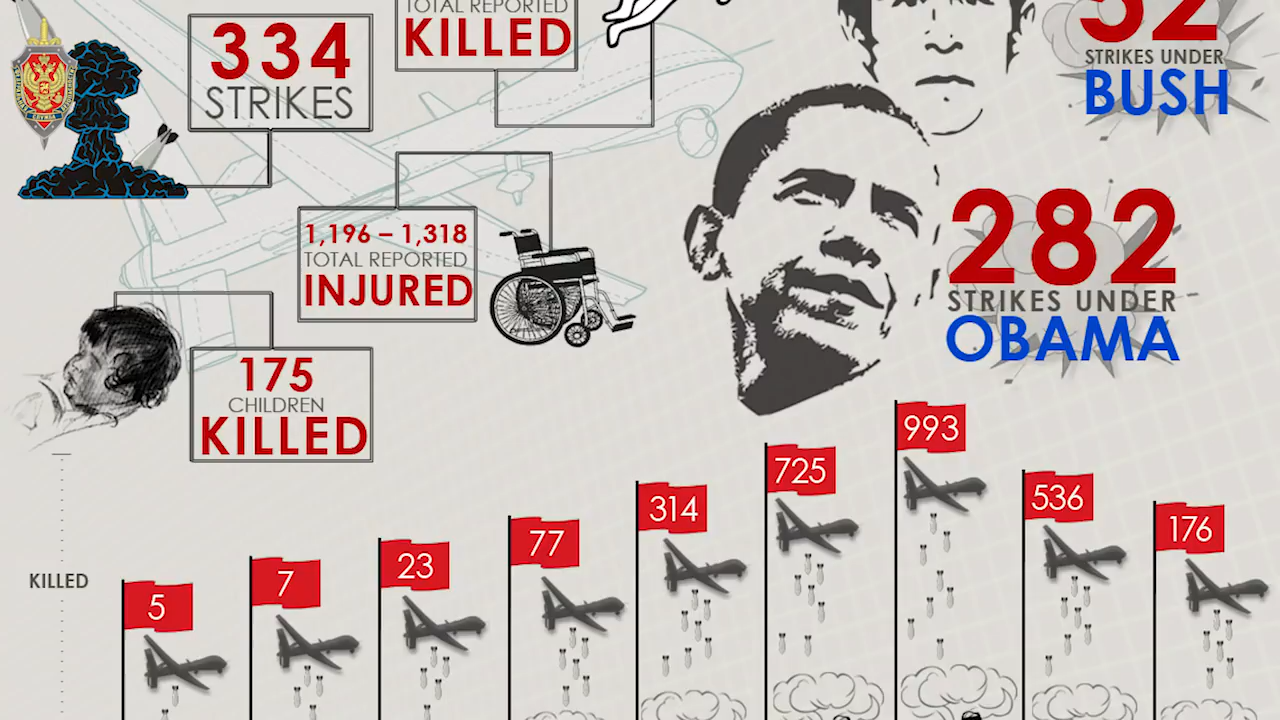 334
STRIKES
TOTAL REPORTED
KILLED
52
STRIKES UNDER
BUSH
1,196 – 1,318
TOTAL REPORTED
INJURED
282
STRIKES UNDER
OBAMA
175
CHILDREN
KILLED
KILLED
5
7
23
77
314
725
993
536
176